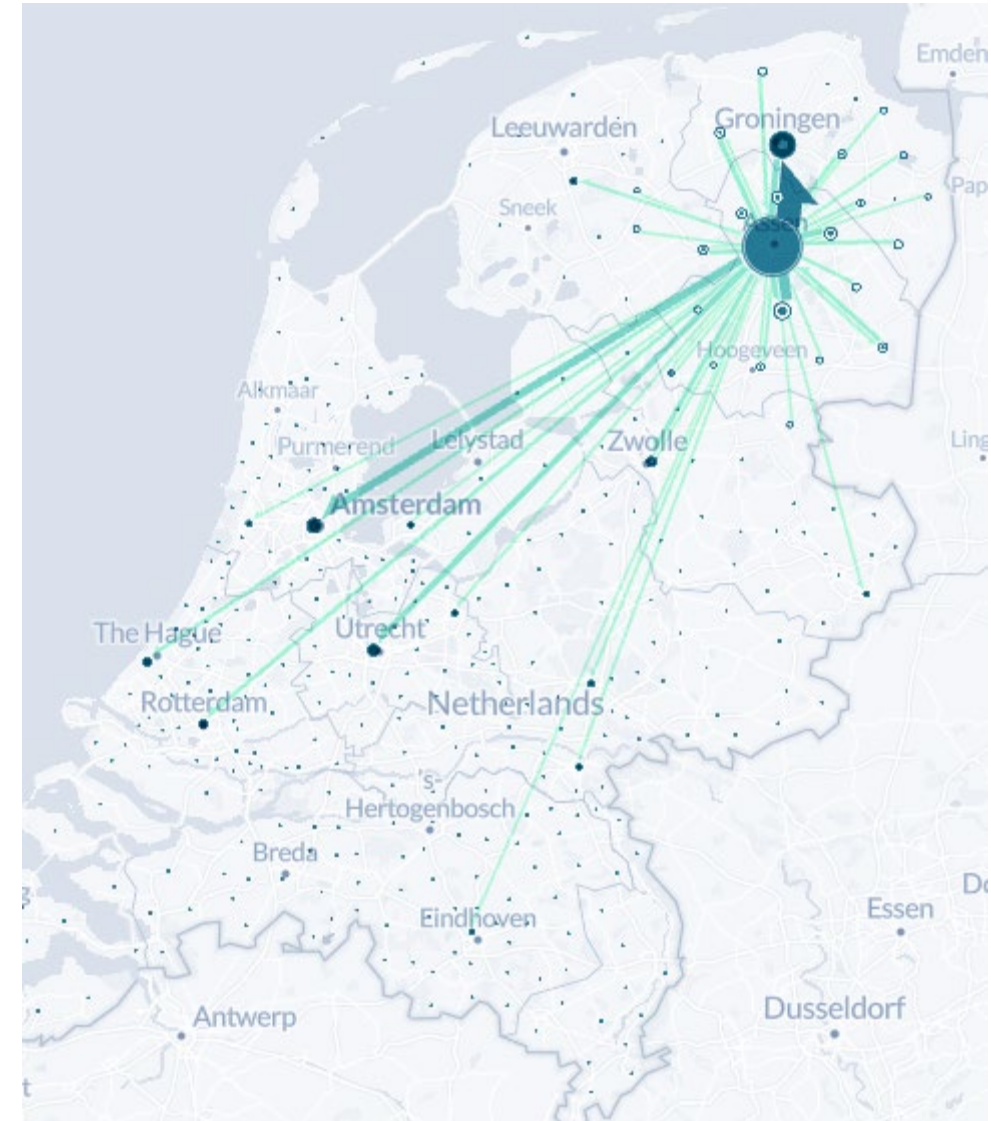 Emden
Groningen
Leeuwarden
Pap
Sneek
Assen
Hoogeveen
Alkmaar
Purmerend
Lelystad
Zwolle
Ling
Amsterdam
The Hague
Utrecht
Rotterdam
Netherlands
's-
Hertogenbosch
Breda
Eindhoven
Essen
Do
Antwerp
Dusseldorf
t